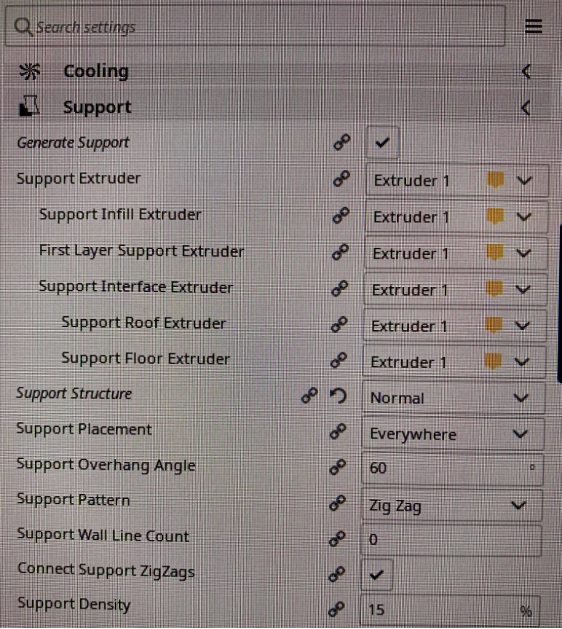 Search settings
Cooling
Support
Generate Support
Support Extruder Extruder 1
Support Infill Extruder Extruder 1
First Layer Support Extruder Extruder 1
Support Interface Extruder Extruder 1
Support Roof Extruder Extruder 1
Support Floor Extruder Extruder 1
Support Structure Normal
Support Placement Everywhere
Support Overhang Angle 60 °
Support Pattern Zig Zag
Support Wall Line Count 0
Connect Support ZigZags
Support Density 15 %